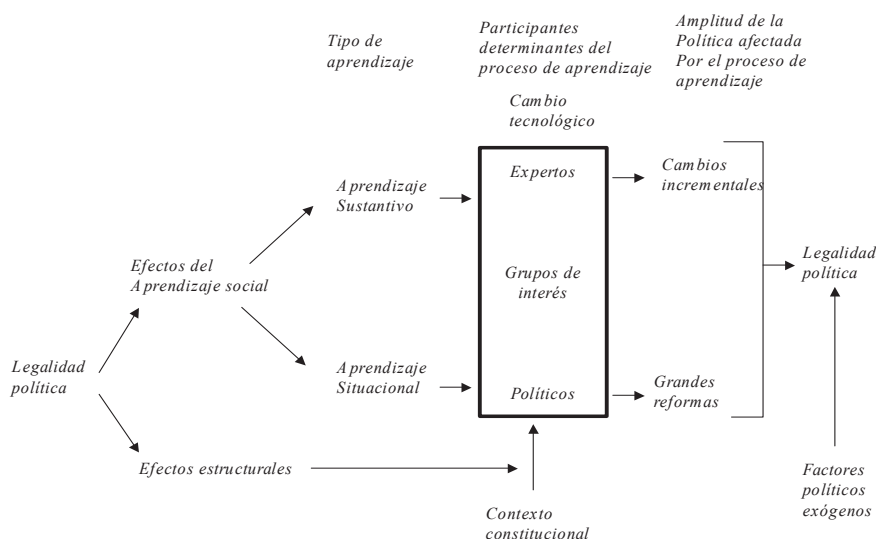 Tipo de
aprendizaje
Participantes
determinantes del
proceso de aprendizaje
Amplitud de la
Política afectada
Por el proceso de
aprendizaje
Cambio
tecnológico
Expertos
Cambios
incrementales
Aprendizaje
Sustantivo
Efectos del
Aprendizaje social
Grupos de
interés
Legalidad
política
Legalidad
política
Aprendizaje
Situacional
Políticos
Grandes
reformas
Efectos estructurales
Contexto
constitucional
Factores
políticos
exógenos